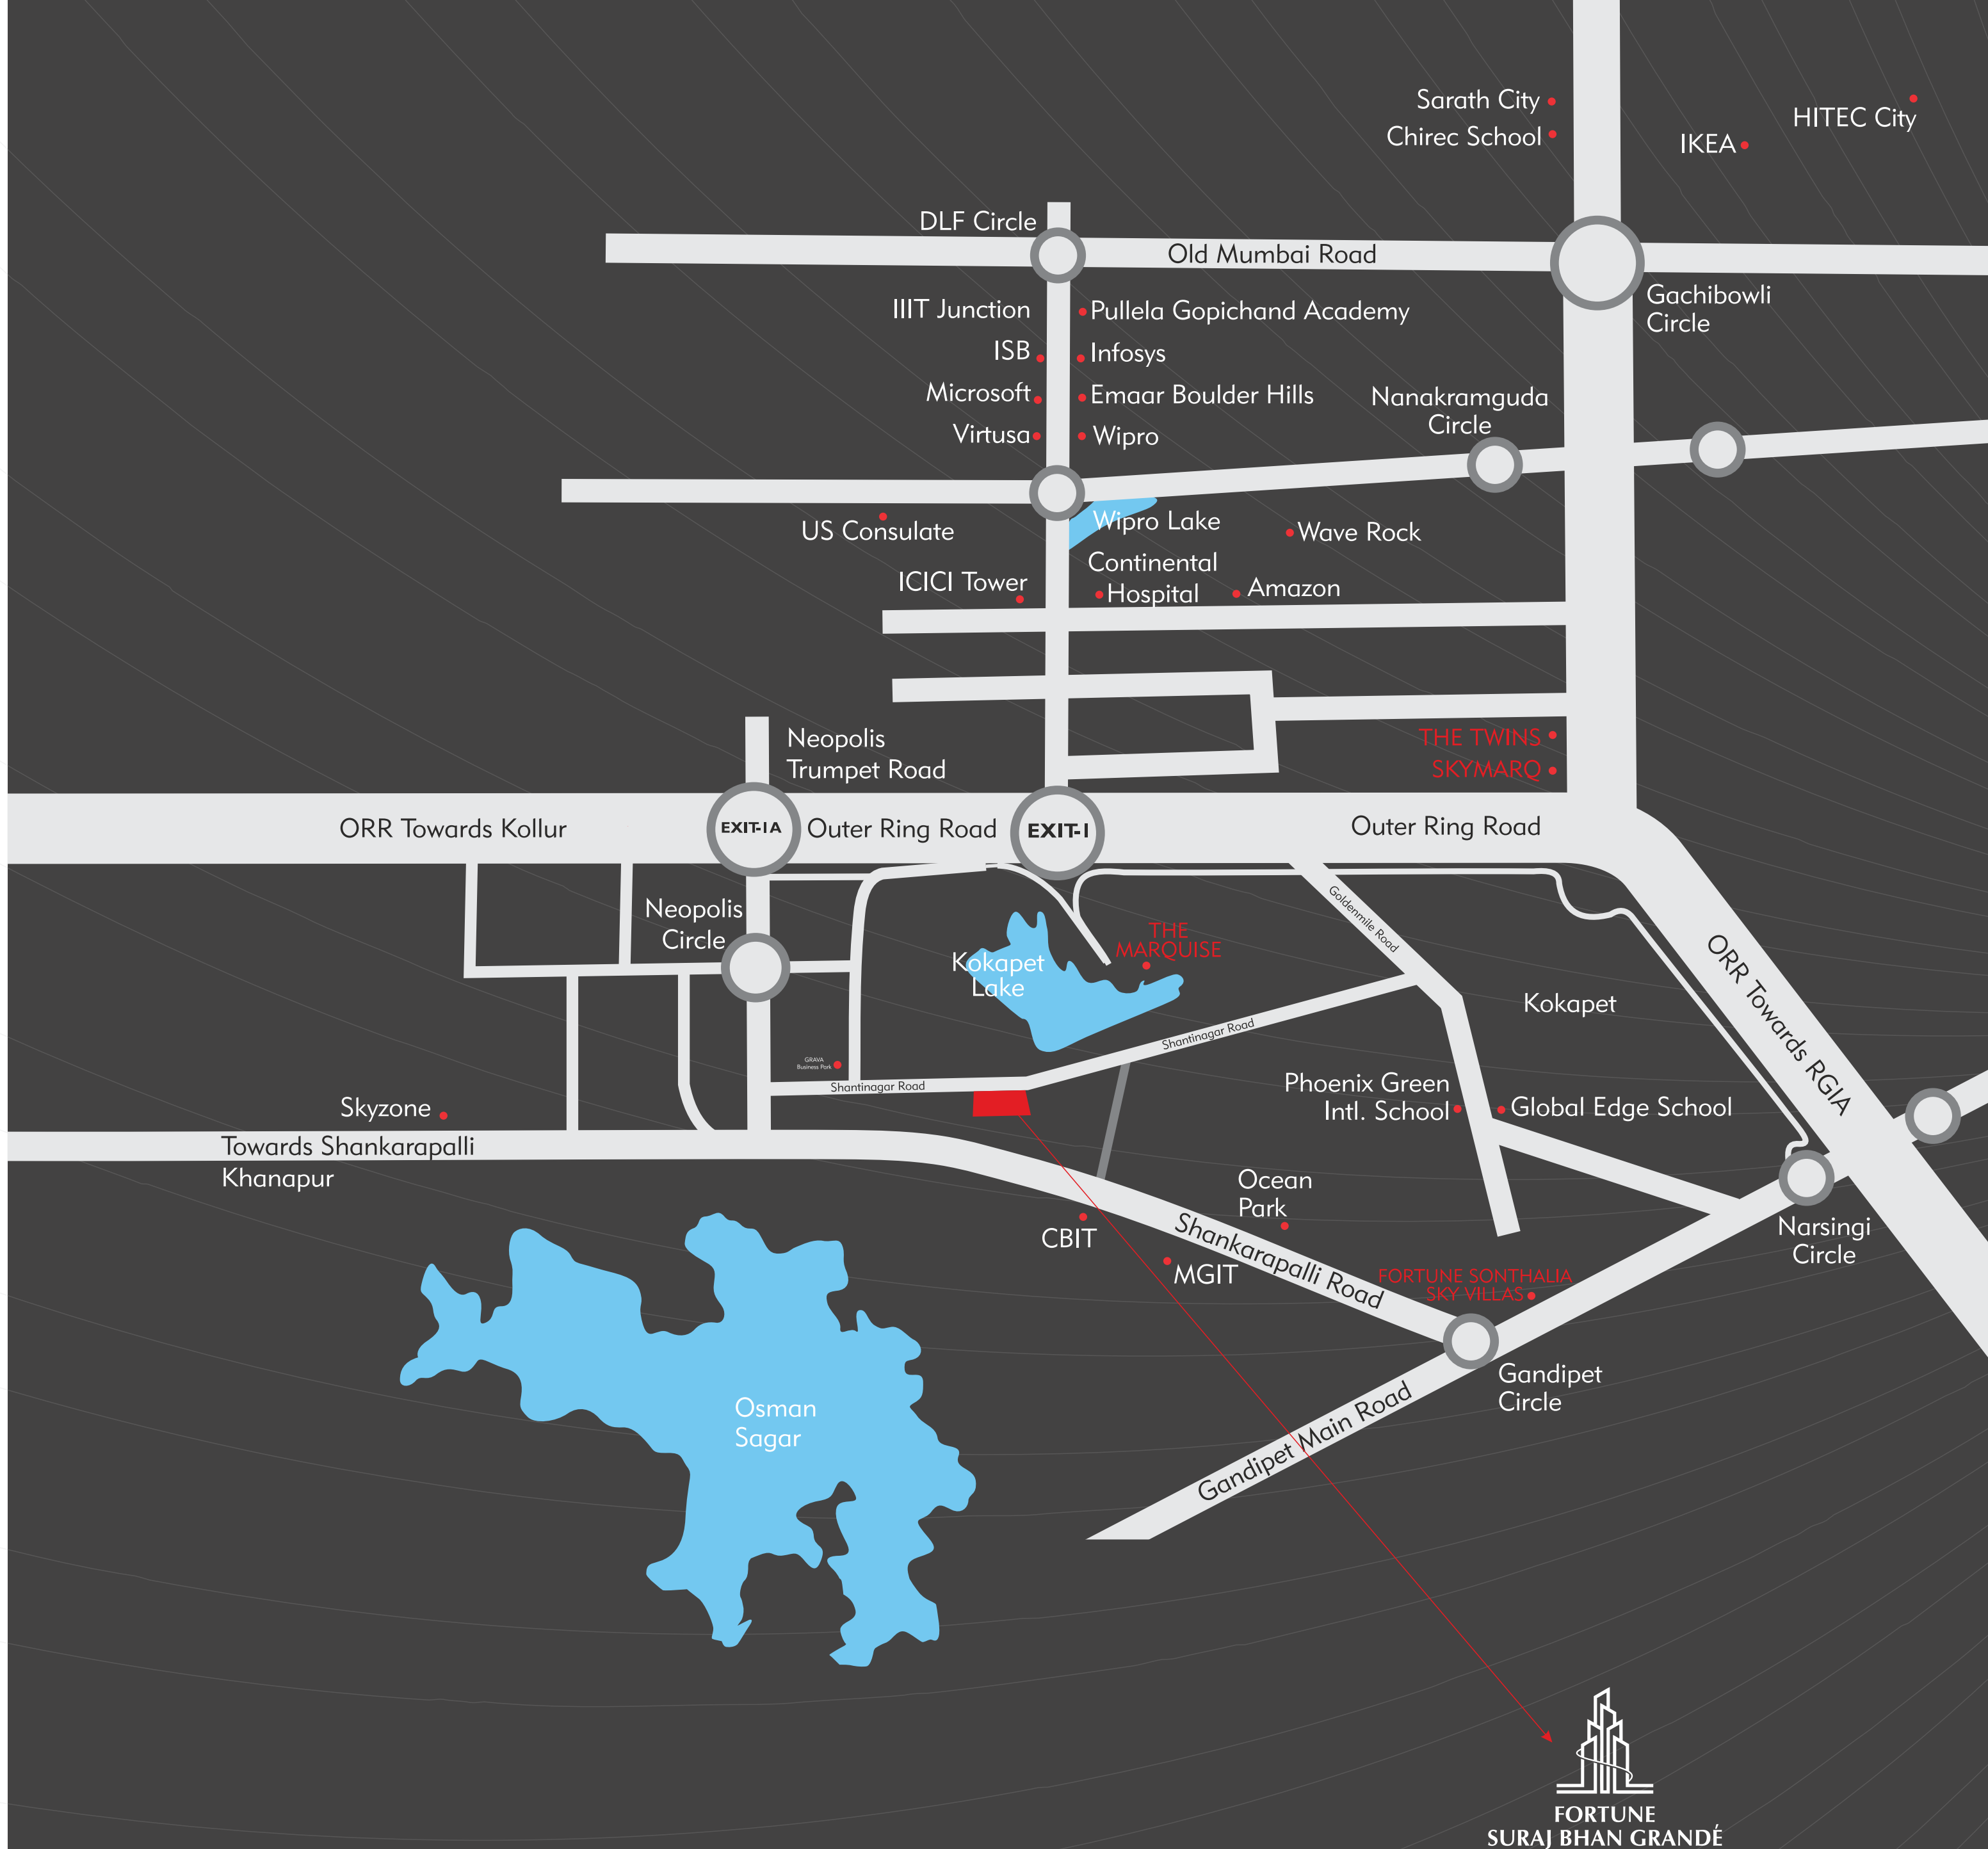 Sarath City
Chirec School
IKEA
HITEC City
DLF Circle
Old Mumbai Road
Gachibowli
Circle
IIIT Junction
Pullela Gopichand Academy
ISB
Infosys
Microsoft
Emaar Boulder Hills
Virtusa
Wipro
Nanakramguda
Circle
US Consulate
Wipro Lake
Wave Rock
ICICI Tower
Continental
Hospital
Amazon
Neopolis
Trumpet Road
THE TWINS
SKYMARQ
ORR Towards Kollur
EXIT-1A
Outer Ring Road
EXIT-1
Outer Ring Road
Neopolis
Circle
Goldenmile Road
THE
MARQUISE
Kokapet
Lake
Kokapet
ORR Towards RGIA
Shantinagar Road
GRAVA
Business Park
Shantinagar Road
Phoenix Green
Intl. School
Global Edge School
Skyzone
Towards Shankarapalli
Khanapur
Ocean
Park
CBIT
MGIT
Shankarapalli Road
FORTUNE SONTHALIA
SKY VILLAS
Narsingi
Circle
Gandipet
Circle
Gandipet Main Road
Osman
Sagar
FORTUNE
SURAJ BHAN GRANDÉ